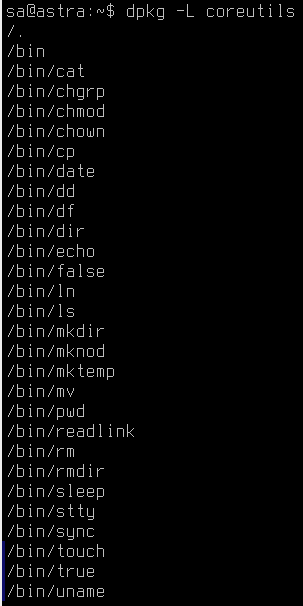 sa@astra:~$ dpkg -L coreutils
/.
/bin
/bin/cat
/bin/chgrp
/bin/chmod
/bin/chown
/bin/cp
/bin/date
/bin/dd
/bin/df
/bin/dir
/bin/echo
/bin/false
/bin/ln
/bin/ls
/bin/mkdir
/bin/mknod
/bin/mktemp
/bin/mv
/bin/pwd
/bin/readlink
/bin/rm
/bin/rmdir
/bin/sleep
/bin/stty
/bin/sync
/bin/touch
/bin/true
/bin/uname